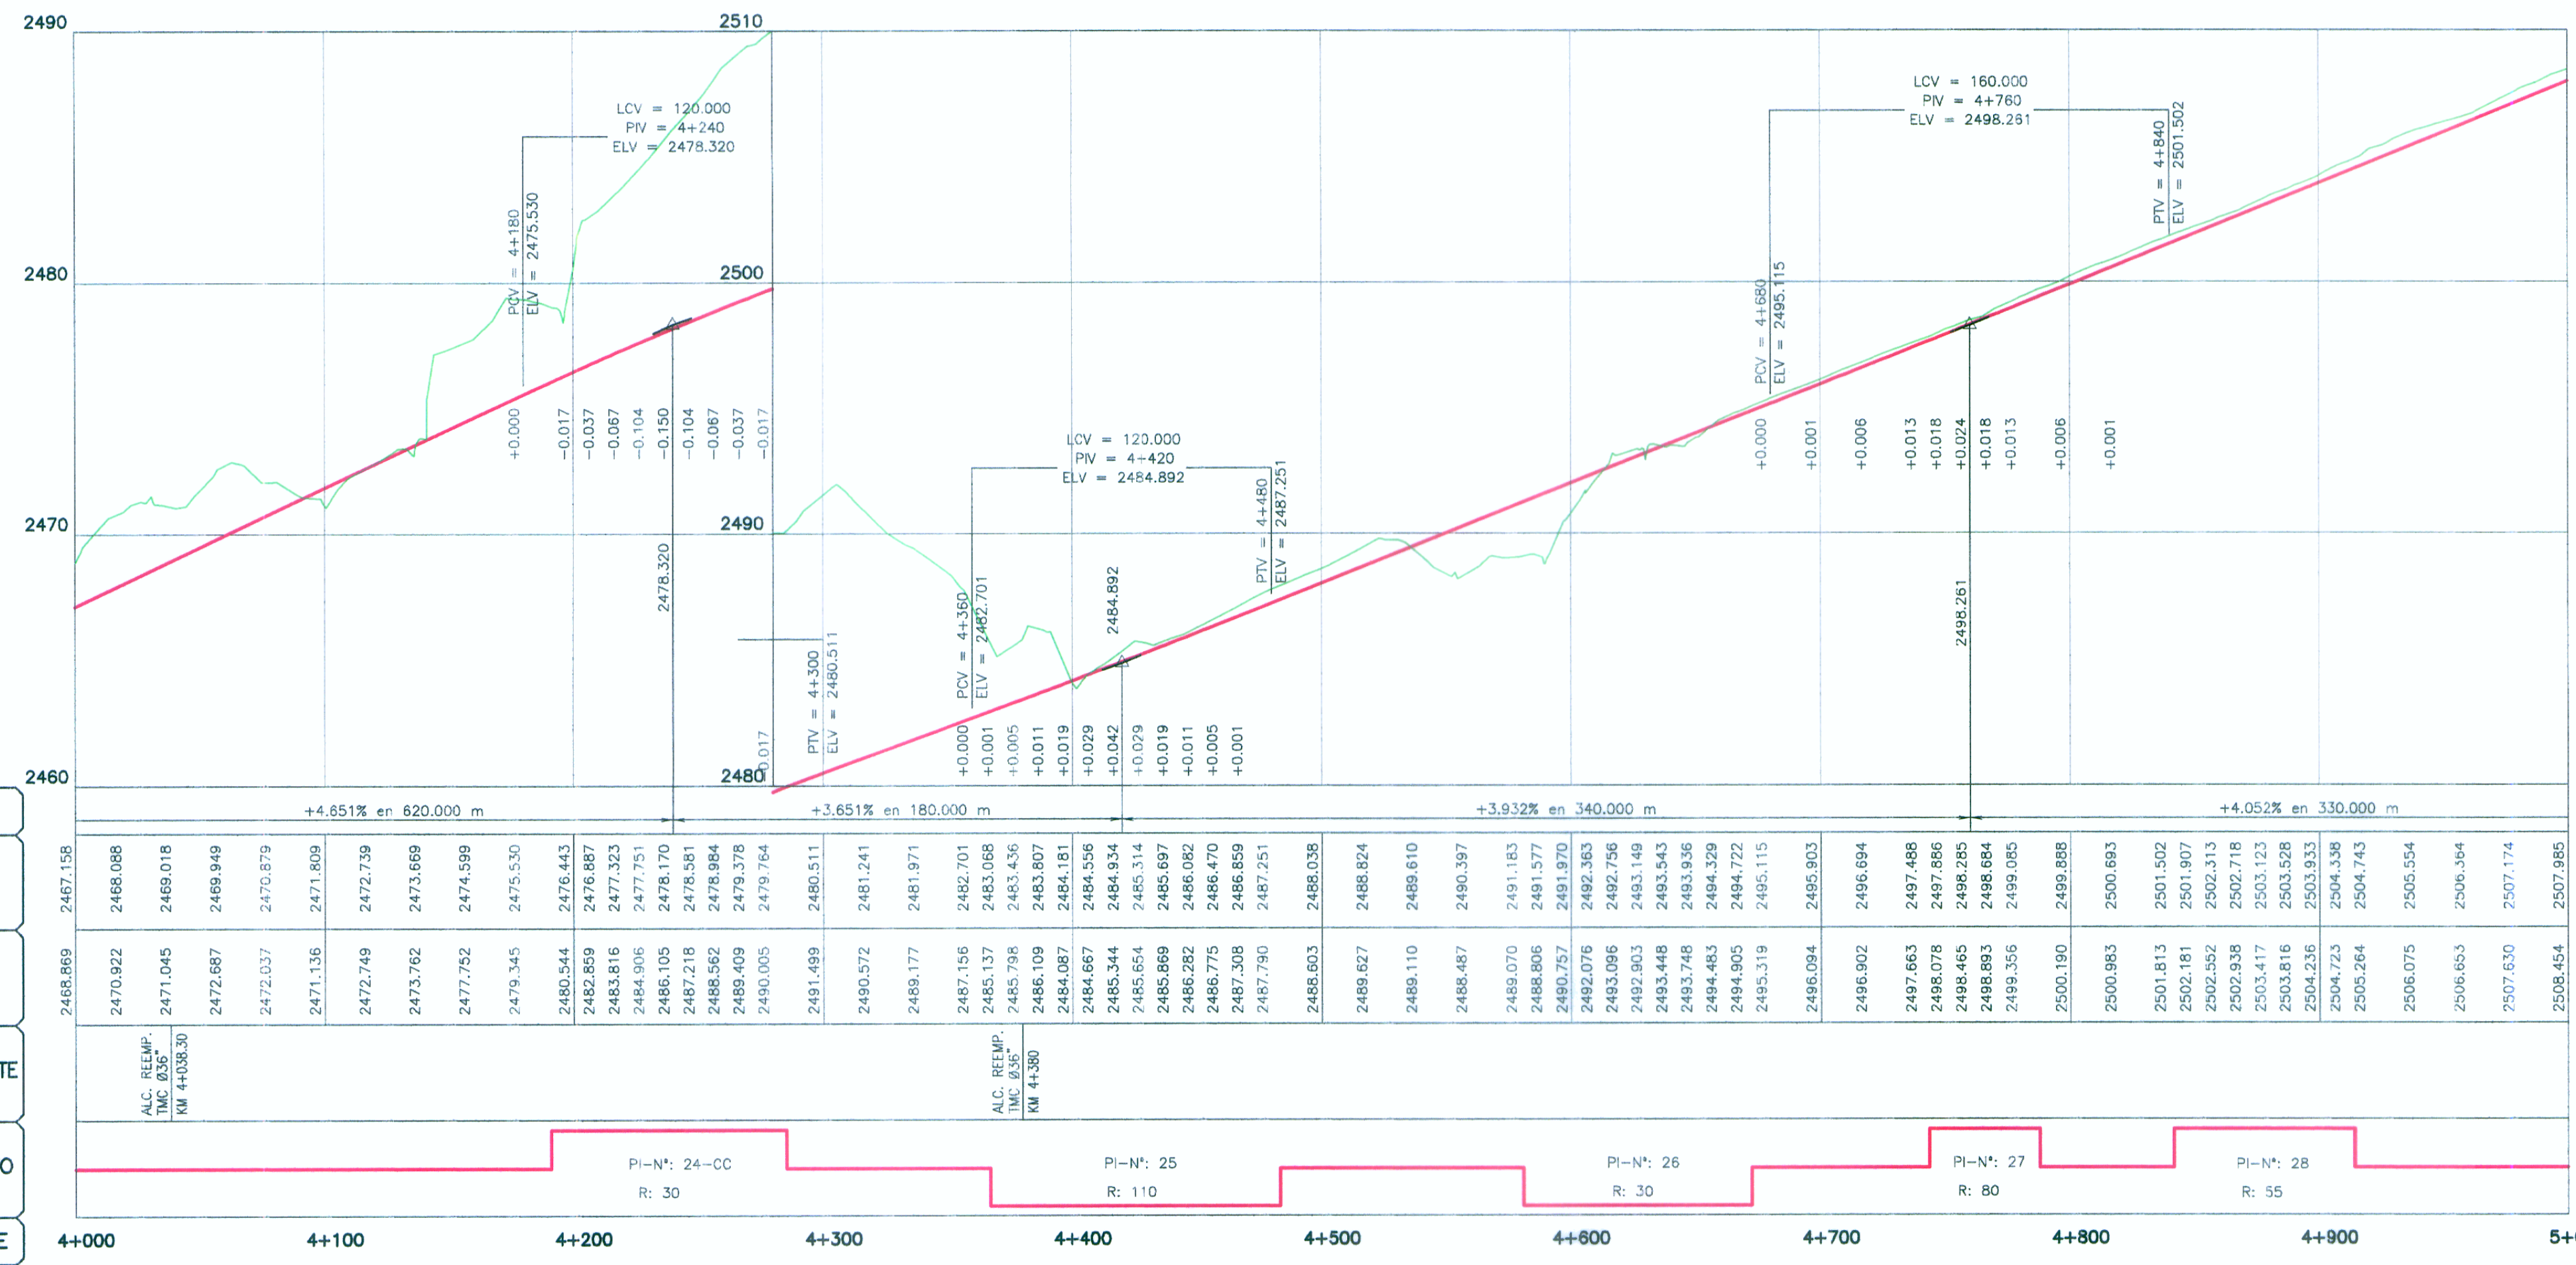 2490
2480
2470
2460
2510
2500
2490
2480
LCV = 120.000
PIV = 4+240
ELV = 2478.320
PCV = 4+180
ELV = 2475.530
+0.000
-0.017
-0.037
-0.067
-0.104
-0.150
-0.104
-0.067
-0.037
-0.017
2478.320
PTV = 4+300
ELV = 2480.511
LCV = 120.000
PIV = 4+420
ELV = 2484.892
PCV = 4+360
ELV = 2482.701
2484.892
PTV = 4+480
ELV = 2487.251
+0.000
+0.001
+0.005
+0.011
+0.019
+0.029
+0.042
+0.029
+0.019
+0.011
+0.005
+0.001
LCV = 160.000
PIV = 4+760
ELV = 2498.261
PCV = 4+680
ELV = 2495.115
PTV = 4+840
ELV = 2501.502
+0.000
+0.001
+0.006
+0.013
+0.018
+0.024
+0.018
+0.013
+0.006
+0.001
2498.261
+4.651% en 620.000 m
+3.651% en 180.000 m
+3.932% en 340.000 m
+4.052% en 330.000 m
2467.158 2468.088 2469.018 2469.949 2470.879 2471.809 2472.739 2473.669 2474.599 2475.530 2476.443 2476.887 2477.323 2477.751 2478.170 2478.581 2478.984 2479.378 2479.764 2480.511 2481.241 2481.971 2482.701 2483.068 2483.436 2483.807 2484.181 2484.556 2484.934 2485.314 2485.697 2486.082 2486.470 2486.859 2487.251 2488.038 2488.824 2489.610 2490.397 2491.183 2491.577 2491.970 2492.363 2492.756 2493.149 2493.543 2493.936 2494.329 2494.722 2495.115 2495.903 2496.694 2497.488 2497.886 2498.285 2498.684 2499.085 2499.888 2500.693 2501.502 2501.907 2502.313 2502.718 2503.123 2503.528 2503.933 2504.338 2504.743 2505.554 2506.364 2507.174 2507.985
2468.869 2470.922 2471.045 2472.687 2472.037 2471.136 2472.749 2473.762 2477.752 2479.345 2480.544 2482.859 2483.816 2484.906 2486.105 2487.218 2488.562 2489.409 2490.005 2491.499 2490.572 2489.177 2487.156 2485.137 2485.798 2486.109 2484.087 2484.667 2485.344 2485.654 2485.869 2486.282 2486.775 2487.308 2487.790 2488.603 2489.627 2489.110 2488.487 2489.070 2488.806 2490.757 2492.076 2493.096 2492.903 2493.448 2493.748 2494.483 2494.905 2495.319 2496.094 2496.902 2497.663 2498.078 2498.465 2498.893 2499.356 2500.190 2500.983 2501.813 2502.181 2502.552 2502.938 2503.417 2503.816 2504.236 2504.723 2505.264 2506.075 2506.653 2507.630 2508.454
TE
ALC. REEMP.
TMC Ø36"
KM 4+038.30
ALC. REEMP.
TMC Ø36"
KM 4+380
O
PI-N°: 24-CC
R: 30
PI-N°: 25
R: 110
PI-N°: 26
R: 30
PI-N°: 27
R: 80
PI-N°: 28
R: 55
E
4+000 4+100 4+200 4+300 4+400 4+500 4+600 4+700 4+800 4+900